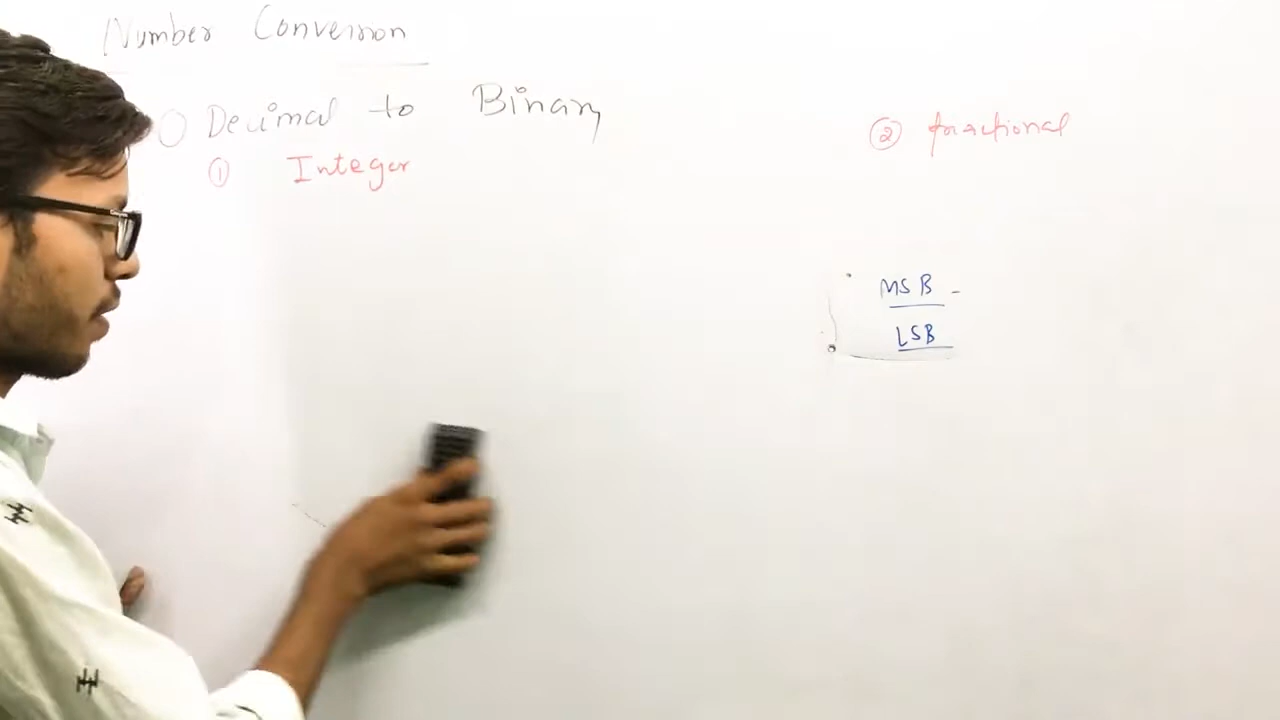 Number Conversion
Decimal to Binary
① Integer
② fractional
MSB -
LSB